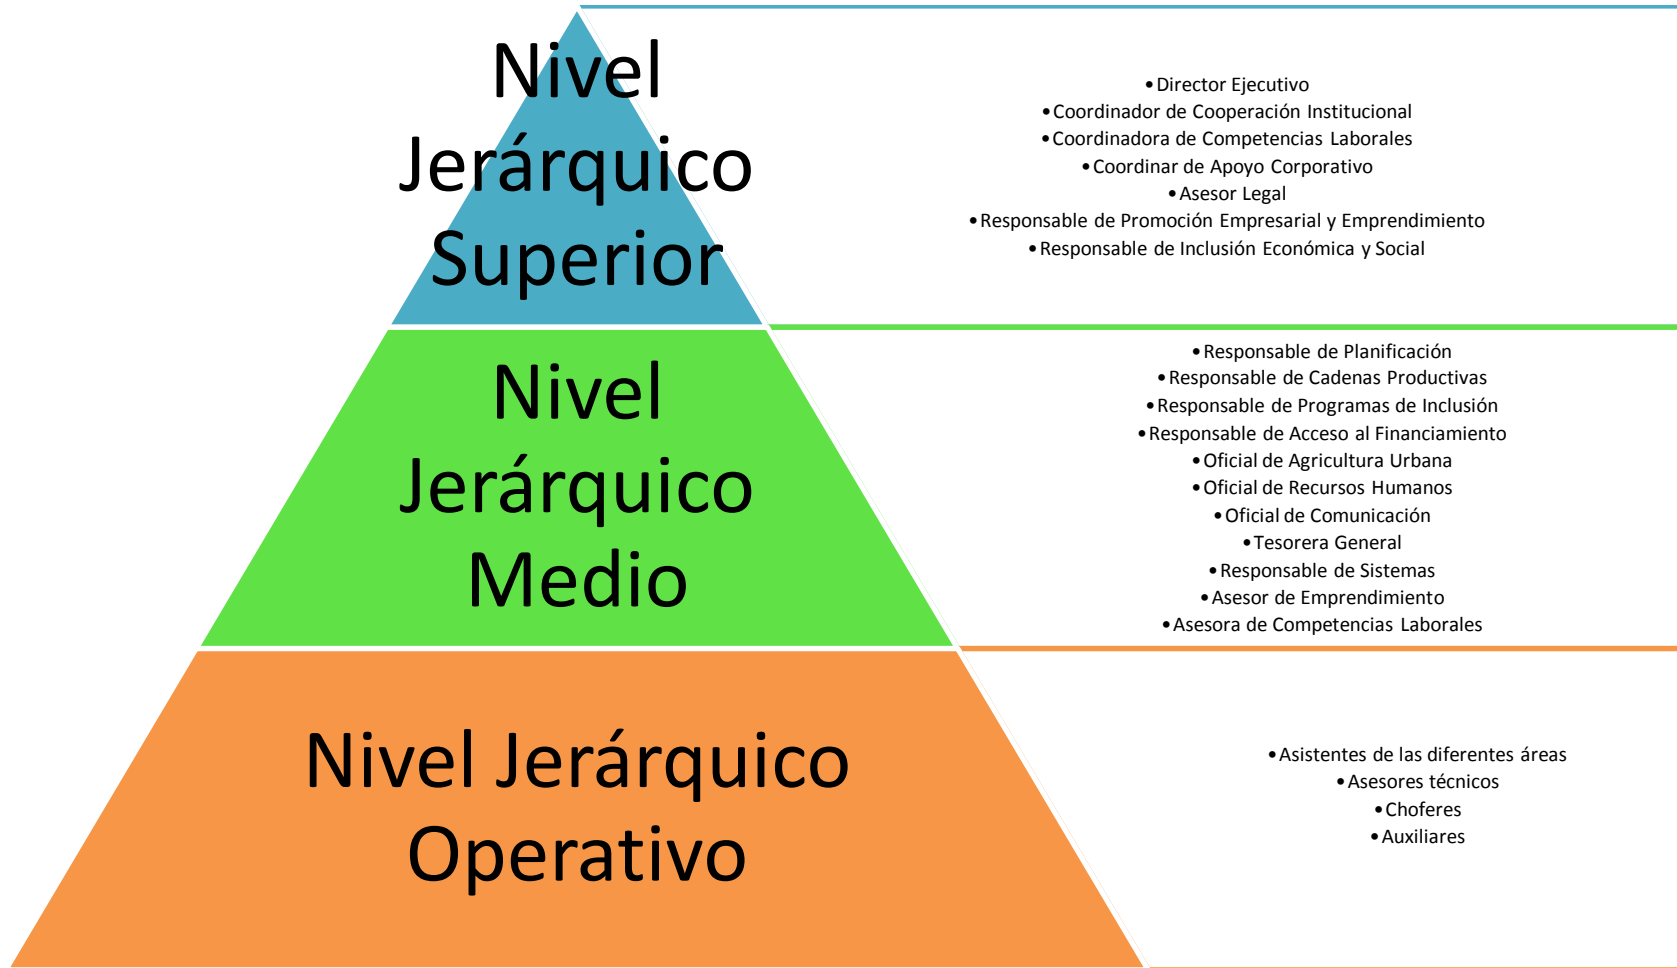 Nivel
Jerárquico
Superior
•Director Ejecutivo
•Coordinador de Cooperación Institucional
•Coordinadora de Competencias Laborales
•Coordinar de Apoyo Corporativo
•Asesor Legal
•Responsable de Promoción Empresarial y Emprendimiento
•Responsable de Inclusión Económica y Social
Nivel
Jerárquico
Medio
•Responsable de Planificación
•Responsable de Cadenas Productivas
•Responsable de Programas de Inclusión
•Responsable de Acceso al Financiamiento
•Oficial de Agricultura Urbana
•Oficial de Recursos Humanos
•Oficial de Comunicación
•Tesorera General
•Responsable de Sistemas
•Asesor de Emprendimiento
•Asesora de Competencias Laborales
Nivel Jerárquico
Operativo
•Asistentes de las diferentes áreas
•Asesores técnicos
•Choferes
•Auxiliares